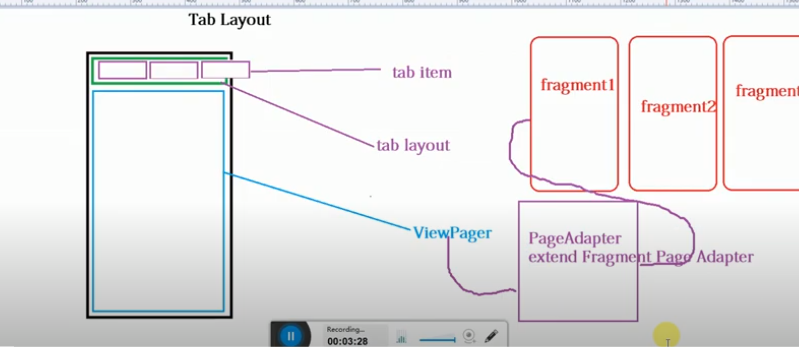 Tab Layout
tab item
tab layout
ViewPager
fragment1
fragment2
fragment
PageAdapter
extend Fragment Page Adapter
Recording...
00:03:28